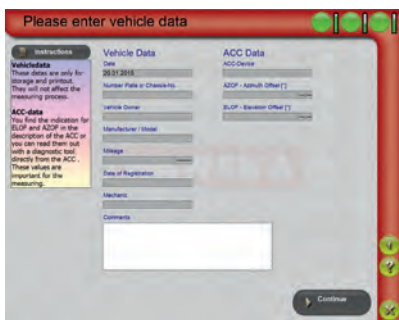 Please enter vehicle data
Instructions
Vehicledata
These datas are only for
storage and printout.
They will not affect the
measuring process.
ACC-data
You find the indication for
ELOF and AZOF in the
description of the ACC or
you can read them out
with a diagnostic tool
directly from the ACC .
These values are
important for the
measuring.
Vehicle Data
Date
20.01.2015
Number Plate or Chassis-No.
Vehicle Owner
Manufacturer / Model
Mileage
Date of Registration
Mechanic
Comments
ACC Data
ACC-Device
AZOF - Azimuth Offset [°]
ELOF - Elevation Offset [°]
Continue